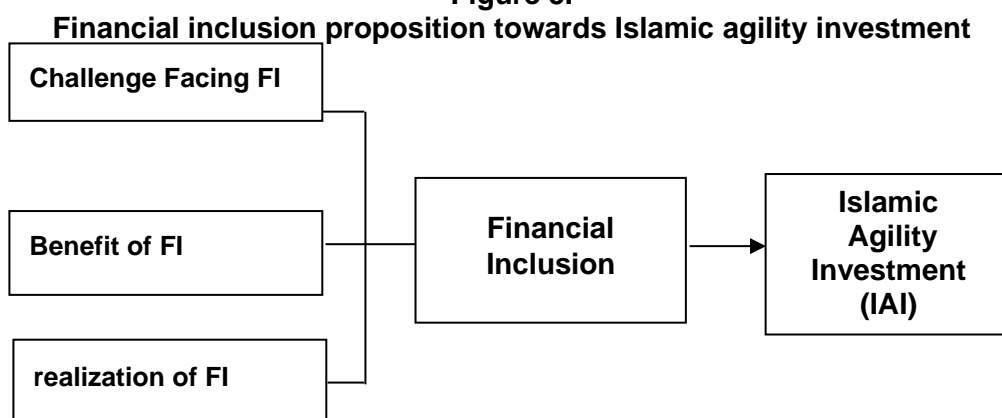 Financial inclusion proposition towards Islamic agility investment
Challenge Facing FI
Benefit of FI
realization of FI
Financial
Inclusion
Islamic
Agility
Investment
(IAI)